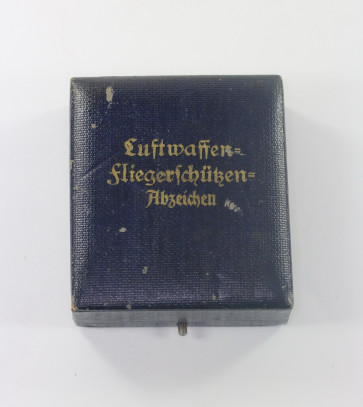 Luftwaffen=
Fliegerschützen=
Abzeichen